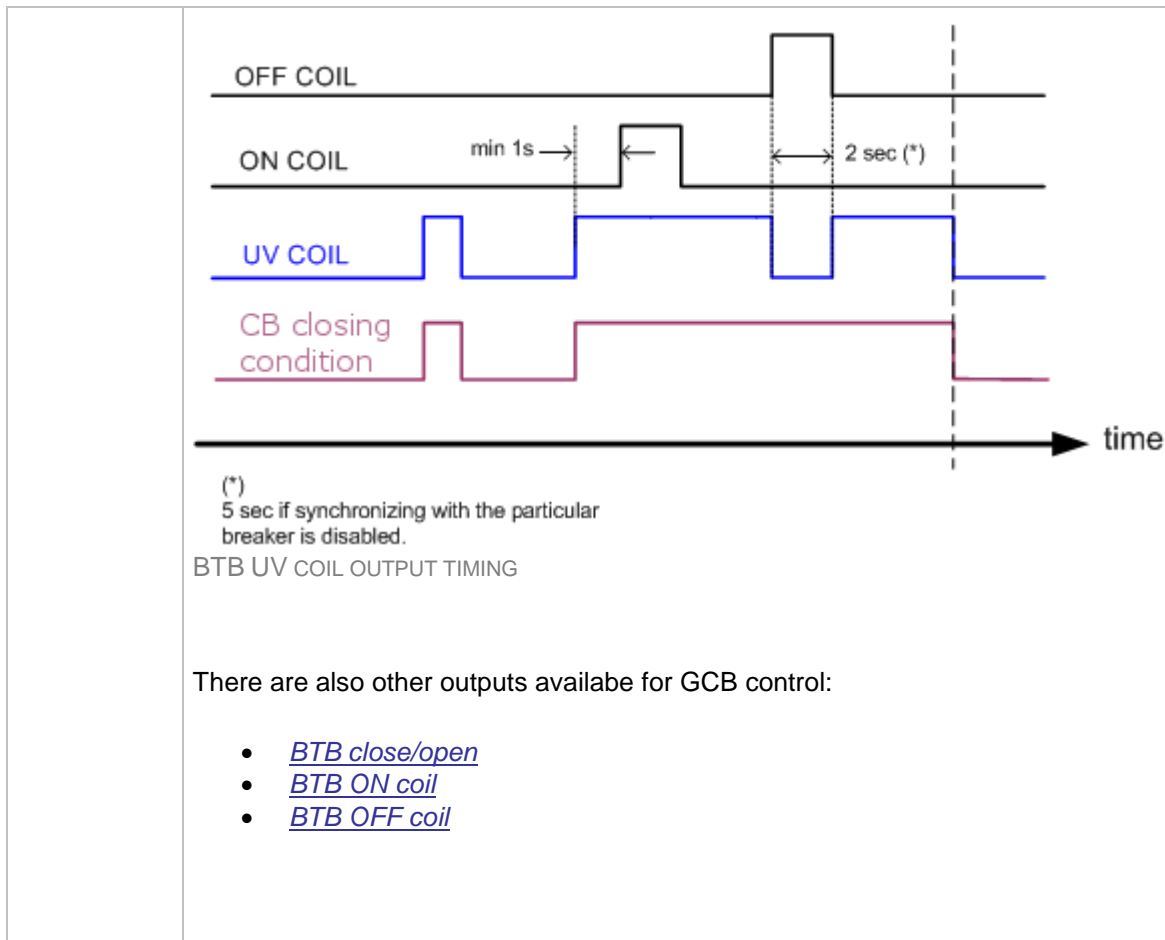 OFF COIL
ON COIL
min 1s
2 sec (*)
UV COIL
CB closing
condition
time
(*)
5 sec if synchronizing with the particular
breaker is disabled.
BTB UV COIL OUTPUT TIMING
There are also other outputs availabe for GCB control:
• BTB close/open
• BTB ON coil
• BTB OFF coil